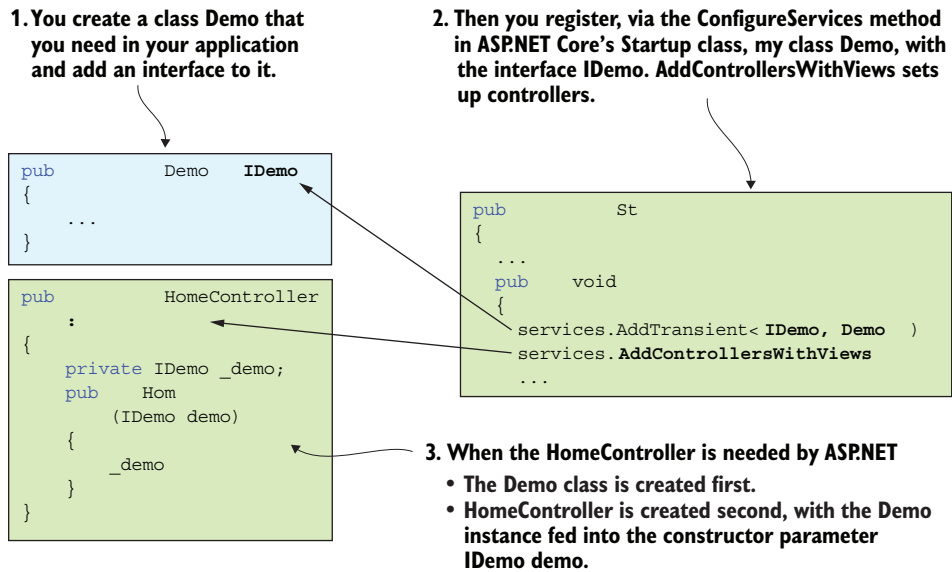 1. You create a class Demo that
you need in your application
and add an interface to it.
2. Then you register, via the ConfigureServices method
in ASP.NET Core's Startup class, my class Demo, with
the interface IDemo. AddControllersWithViews sets
up controllers.
pub Demo IDemo
{
...
}
pub HomeController
:
{
private IDemo _demo;
pub Hom
(IDemo demo)
{
_demo
}
}
pub St
{
...
pub void
{
services.AddTransient< IDemo, Demo )
services. AddControllersWithViews
...
3. When the HomeController is needed by ASP.NET
• The Demo class is created first.
• HomeController is created second, with the Demo
instance fed into the constructor parameter
IDemo demo.